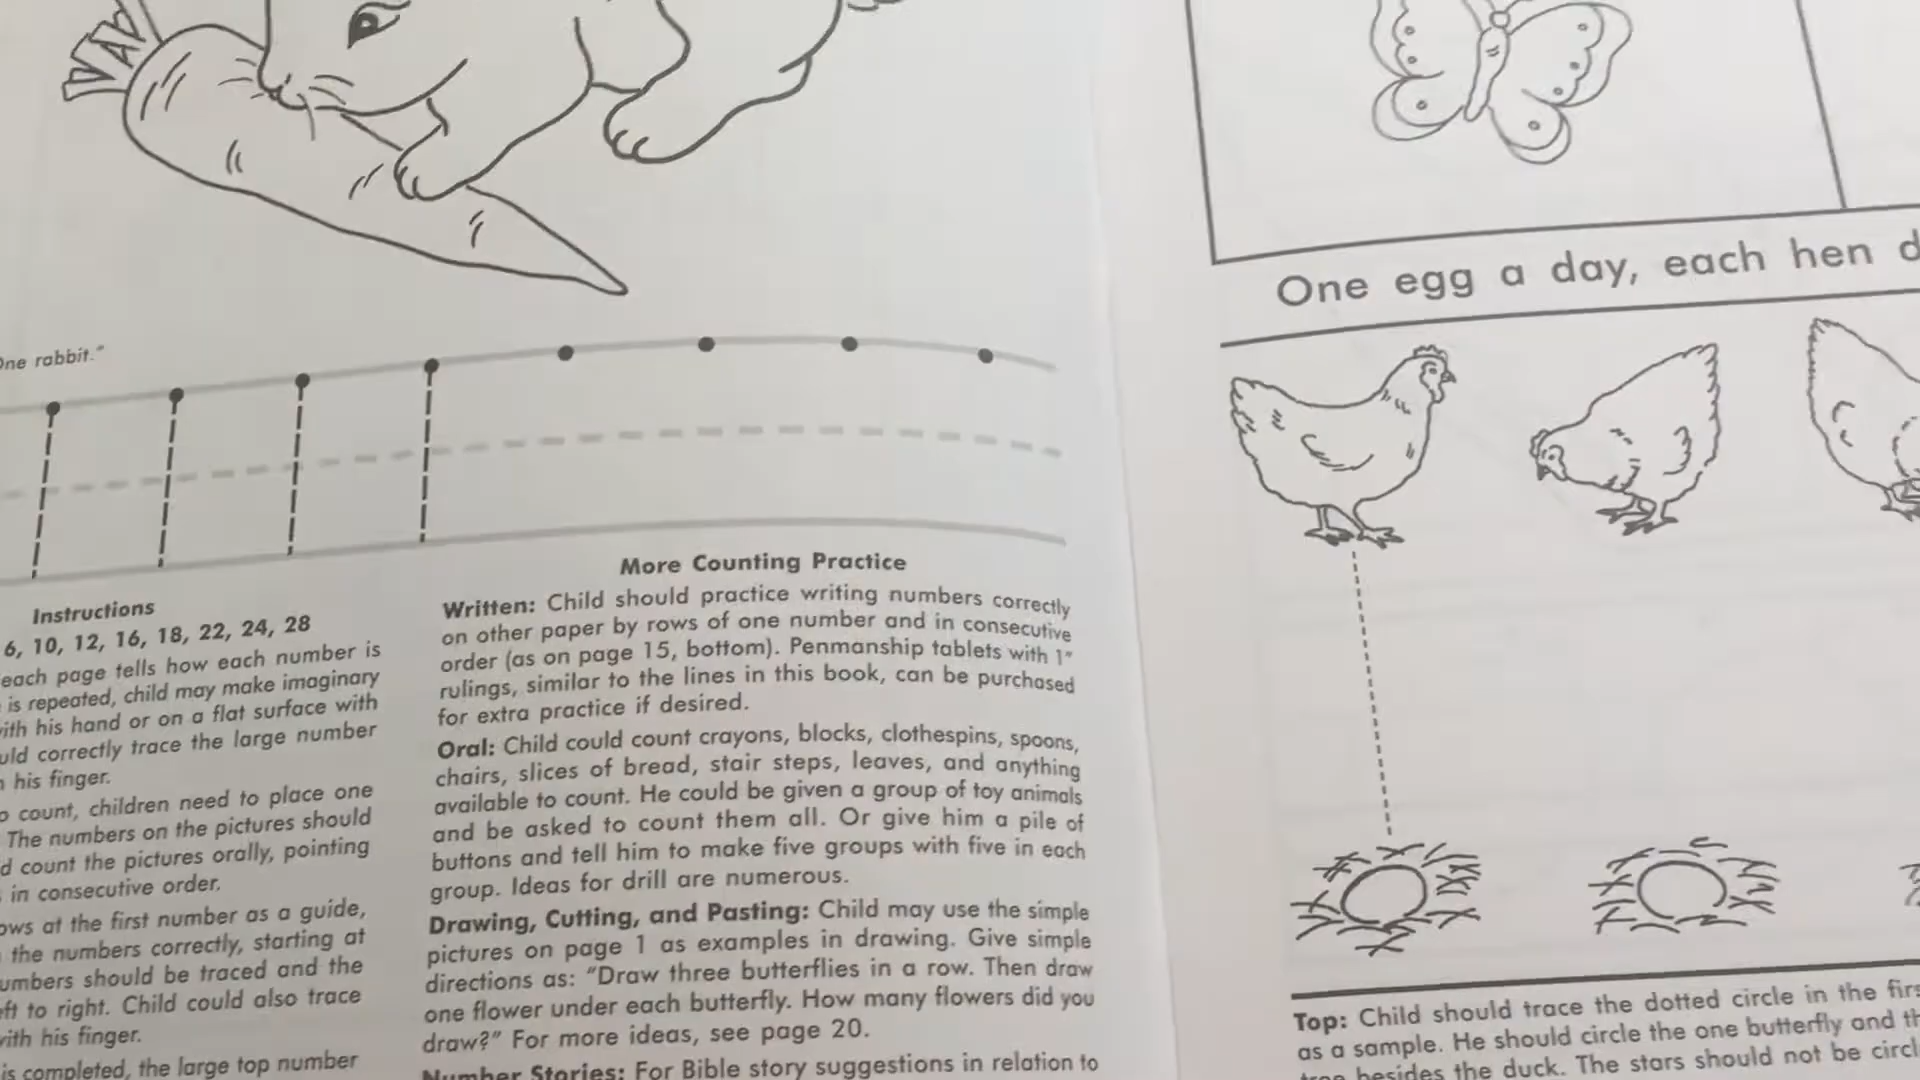 One rabbit."
Instructions
6, 10, 12, 16, 18, 22, 24, 28
each page tells how each number is
is repeated, child may make imaginary
with his hand or on a flat surface with
correctly trace the large number
his finger.
count, children need to place one
The numbers on the pictures should
count the pictures orally, pointing
in consecutive order.
at the first number as a guide,
the numbers correctly, starting at
should be traced and the
to right. Child could also trace
with his finger.
is completed, the large top number
More Counting Practice
Written: Child should practice writing numbers correctly
on other paper by rows of one number and in consecutive
order (as on page 15, bottom). Penmanship tablets with 1"
rulings, similar to the lines in this book, can be purchased
for extra practice if desired.
Oral: Child could count crayons, blocks, clothespins, spoons,
chairs, slices of bread, stair steps, leaves, and anything
available to count. He could be given a group of toy animals
and be asked to count them all. Or give him a pile of
buttons and tell him to make five groups with five in each
group. Ideas for drill are numerous.
Drawing, Cutting, and Pasting: Child may use the simple
pictures on page 1 as examples in drawing. Give simple
directions as: "Draw three butterflies in a row. Then draw
one flower under each butterfly. How many flowers did you
draw?" For more ideas, see page 20.
Number Stories: For Bible story suggestions in relation to
One egg a day, each hen
Top: Child should trace the dotted circle in the
as a sample. He should circle the one butterfly and
besides the duck. The stars should not be